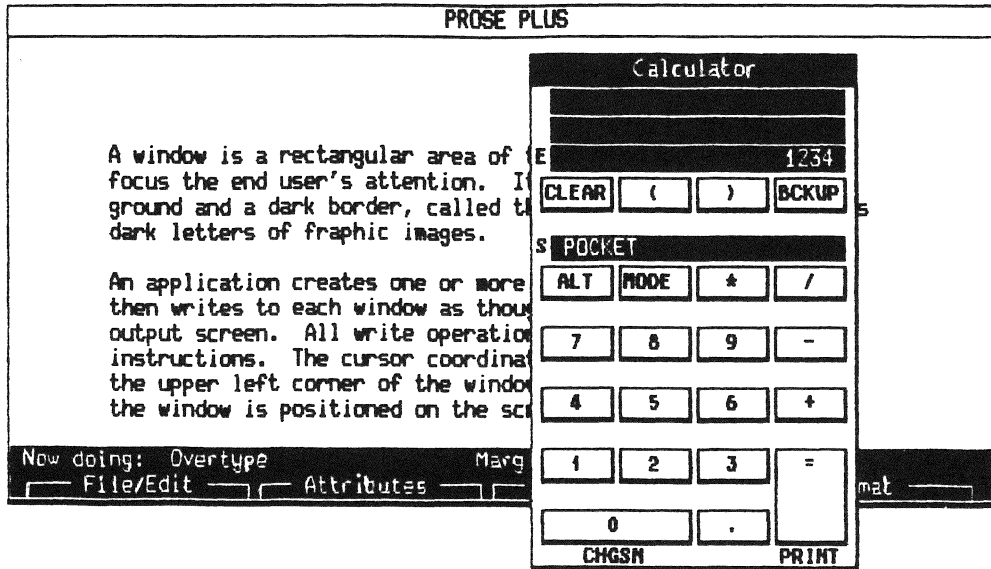 PROSE PLUS
Calculator
A window is a rectangular area of
E 1234
focus the end user's attention. I
CLEAR ( ) BCKUP
ground and a dark border, called t s
dark letters of fraphic images.
S POCKET
An application creates one or more
ALT MODE * /
then writes to each window as thou
output screen. All write operatio
7 8 9 -
instructions. The cursor coordinat
the upper left corner of the windo
the window is positioned on the sc
4 5 6 +
Now doing: Overtype Marg
1 2 3 =
File/Edit Attributes mat
0 .
CHGSN PRINT